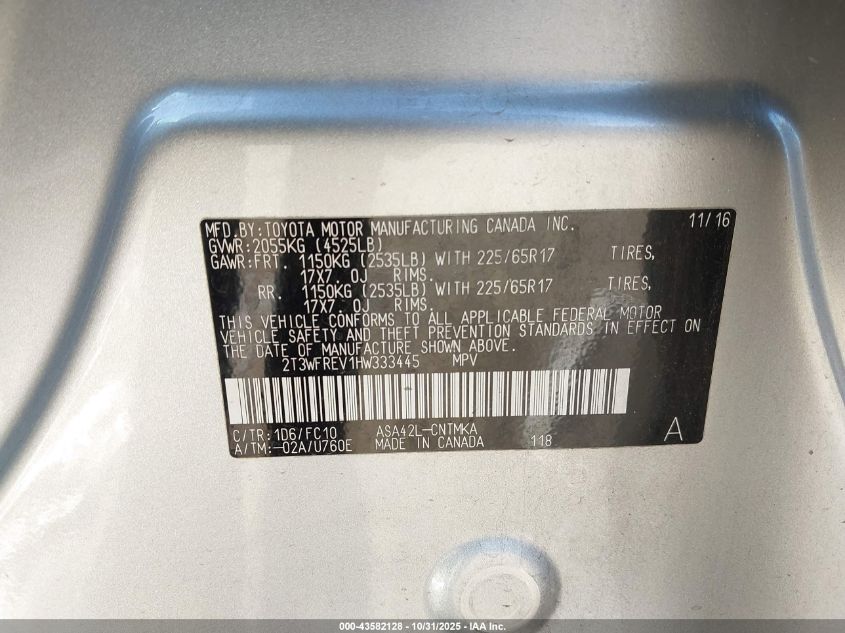 MFD.BY:TOYOTA MOTOR MANUFACTURING CANADA INC. 11/16
GVWR:2055KG (4525LB)
GAWR:FRT. 1150KG (2535LB) WITH 225/65R17 TIRES,
17X7.0J RIMS.
RR. 1150KG (2535LB) WITH 225/65R17 TIRES,
17X7.0J RIMS.
THIS VEHICLE CONFORMS TO ALL APPLICABLE FEDERAL MOTOR
VEHICLE SAFETY AND THEFT PREVENTION STANDARDS IN EFFECT ON
THE DATE OF MANUFACTURE SHOWN ABOVE.
2T3WFREV1HW333445 MPV
C/TR:1D6/FC10 ASA42L-CNTMKA
A/TM:-02A/U760E MADE IN CANADA 118 A
000-43582128 - 10/31/2025 - IAA Inc.